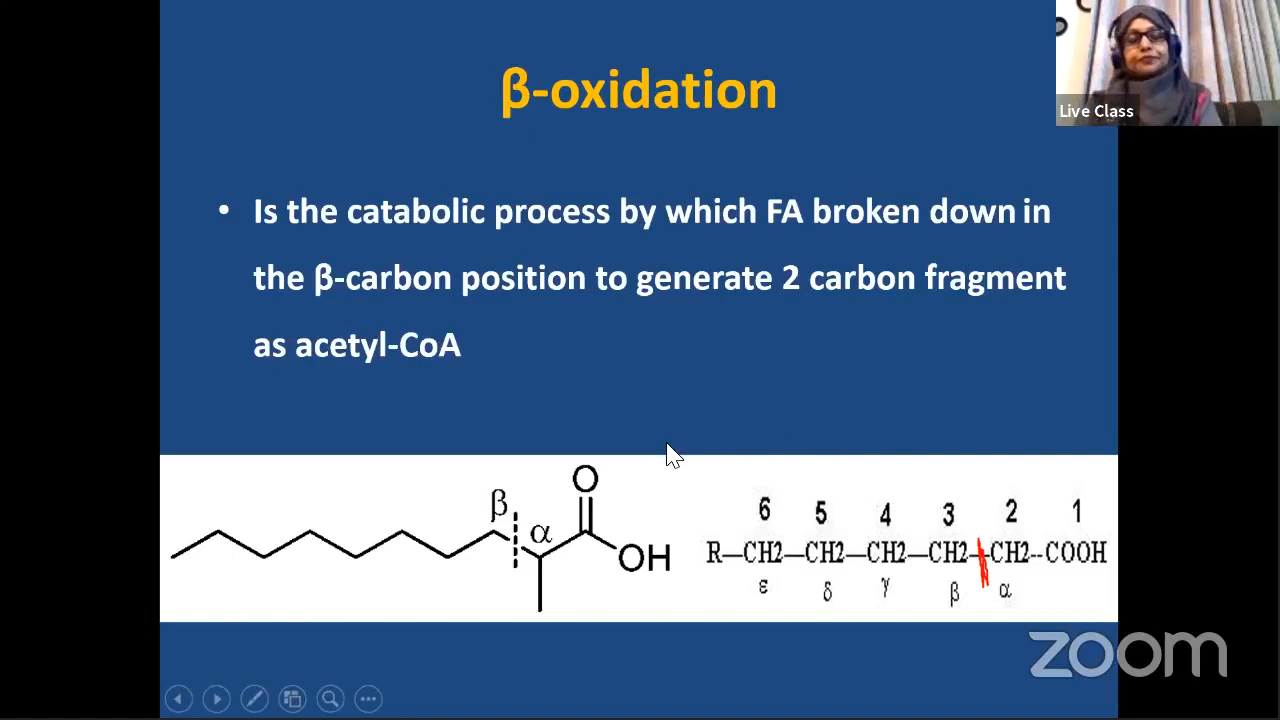 β-oxidation
Live Class
• Is the catabolic process by which FA broken down in
the β-carbon position to generate 2 carbon fragment
as acetyl-CoA
O
β
α
OH
6 5 4 3 2 1
R—CH2—CH2—CH2—CH2—CH2--COOH
ε δ γ β α
zoom